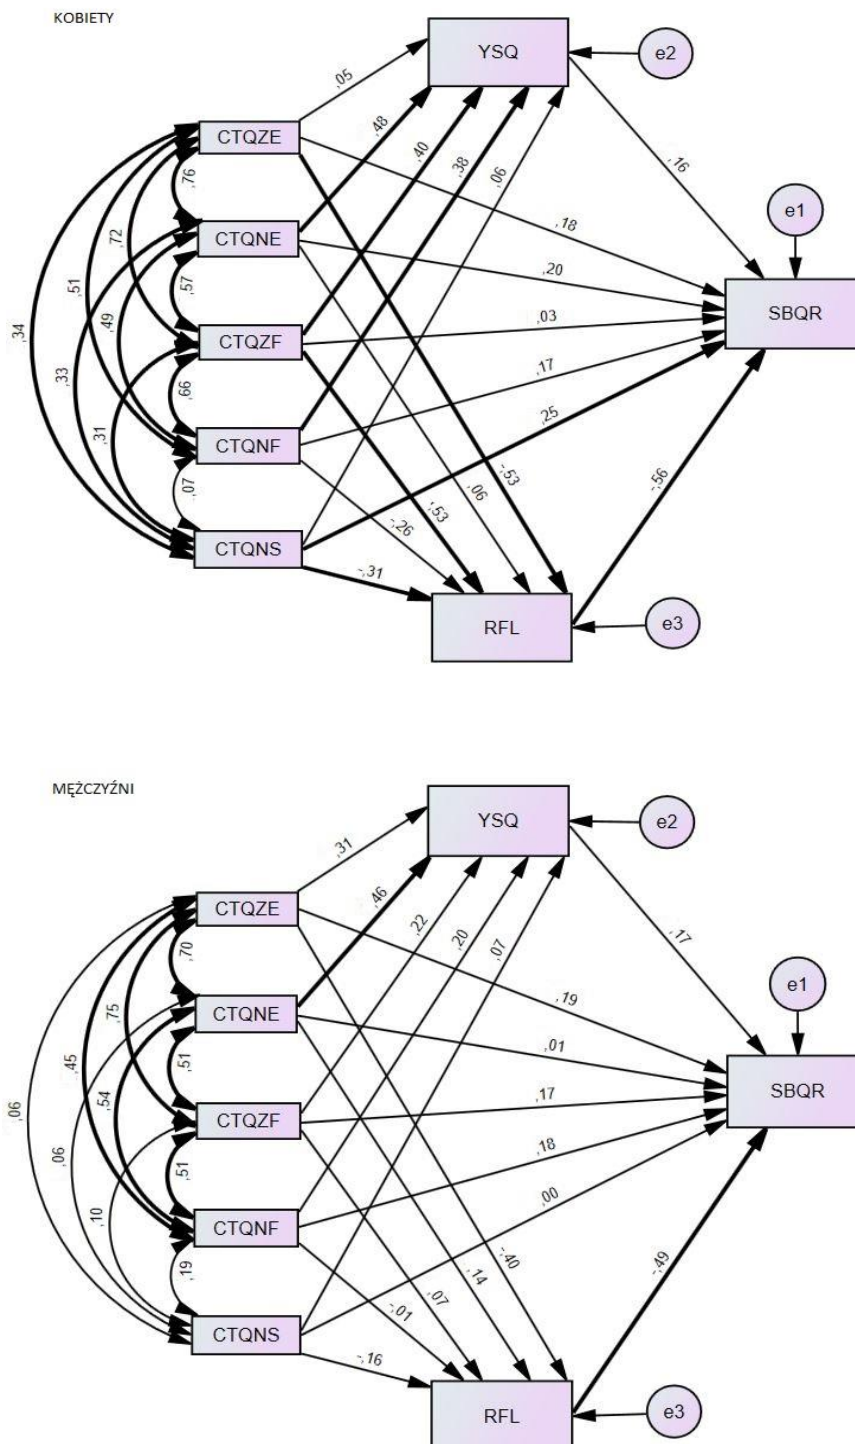 KOBIETY
YSQ
e2
CTQZE
CTQNE
CTQZF
CTQNF
CTQNS
e1
SBQR
RFL
e3
,05
,48
,40
,38
,06
,16
,18
,20
,03
,17
,25
-,53
,06
,53
-,26
-,31
-,56
,76
,72
,51
,34
,57
,49
,33
,66
,31
,07
MĘŻCZYŹNI
YSQ
e2
CTQZE
CTQNE
CTQZF
CTQNF
CTQNS
e1
SBQR
RFL
e3
,31
,46
,22
,20
,07
,17
,19
,01
,17
,18
,00
-,40
,14
,07
-,01
-,16
-,49
,70
,75
,45
,06
,51
,54
,06
,51
,10
,19